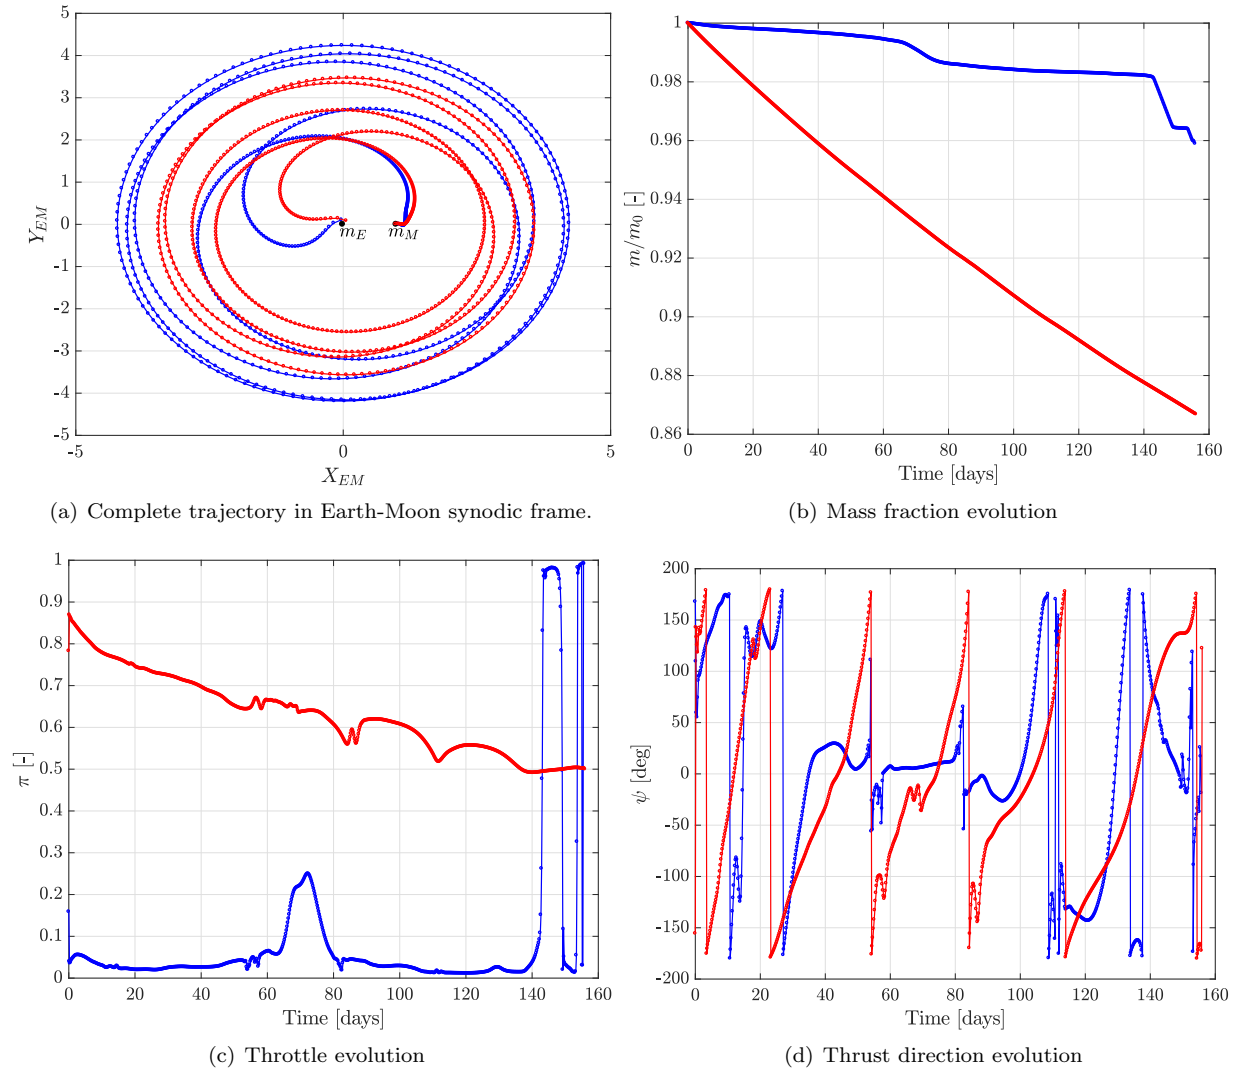 5
4
3
2
1
0
-1
-2
-3
-4
-5
-5
0
5
Y_{EM}
X_{EM}
m_E
m_M
(a) Complete trajectory in Earth-Moon synodic frame.
1
0.98
0.96
0.94
0.92
0.9
0.88
0.86
0 20 40 60 80 100 120 140 160
m/m_0 [-]
Time [days]
(b) Mass fraction evolution
1
0.9
0.8
0.7
0.6
0.5
0.4
0.3
0.2
0.1
0
0 20 40 60 80 100 120 140 160
π [-]
Time [days]
(c) Throttle evolution
200
150
100
50
0
-50
-100
-150
-200
0 20 40 60 80 100 120 140 160
ψ [deg]
Time [days]
(d) Thrust direction evolution